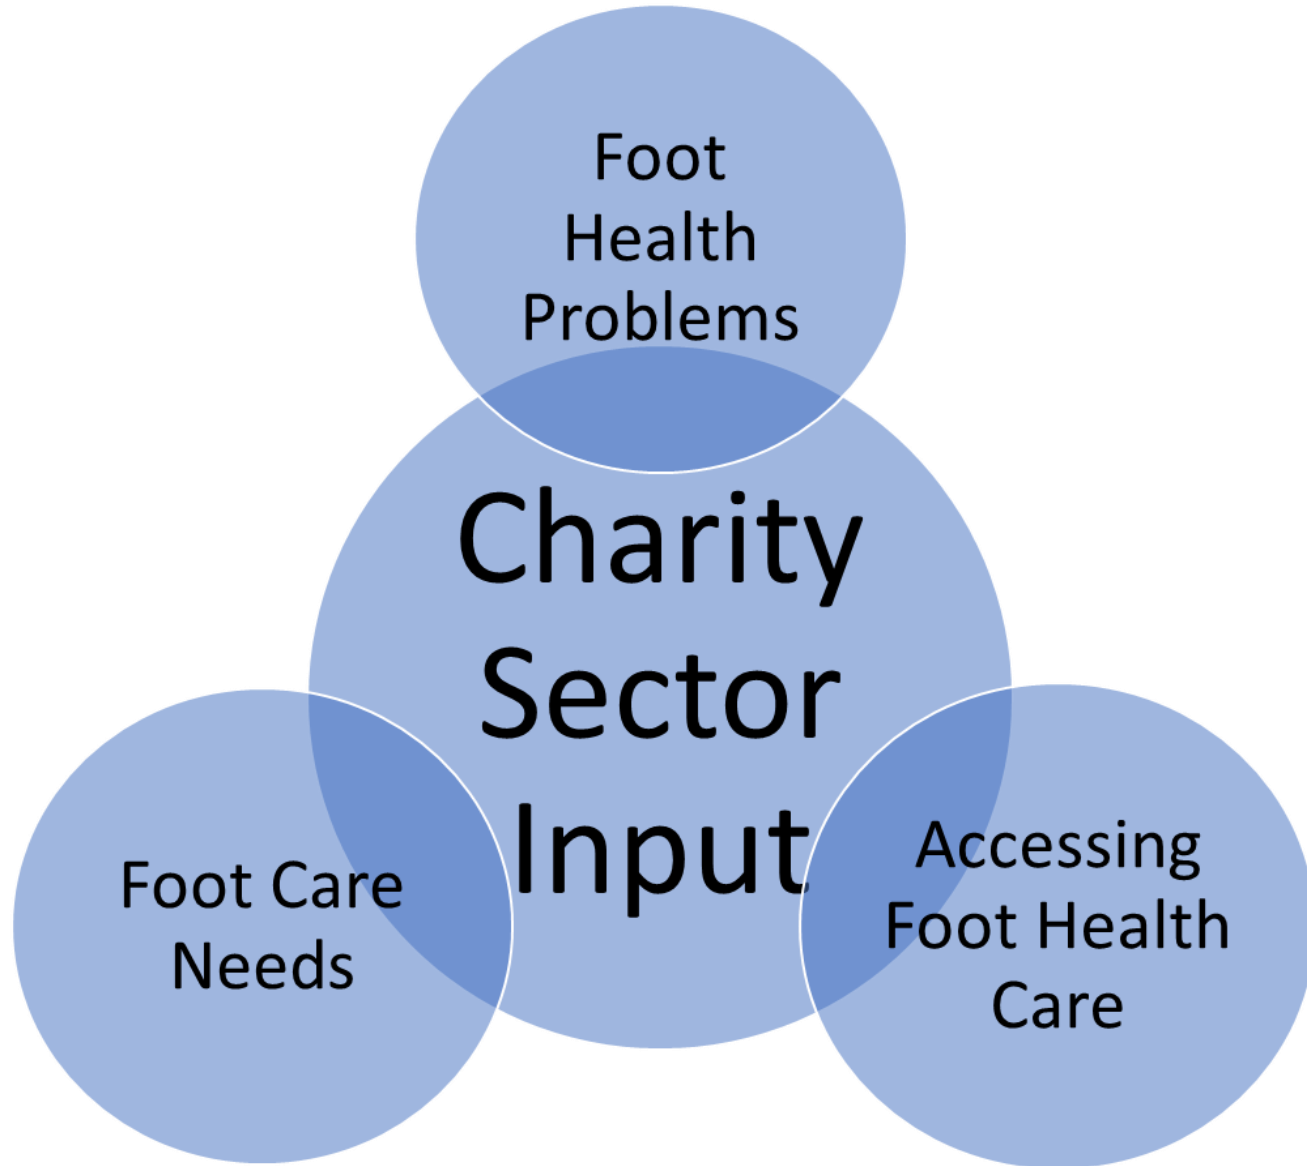 Foot
Health
Problems
Charity
Sector
Input
Foot Care
Needs
Accessing
Foot Health
Care